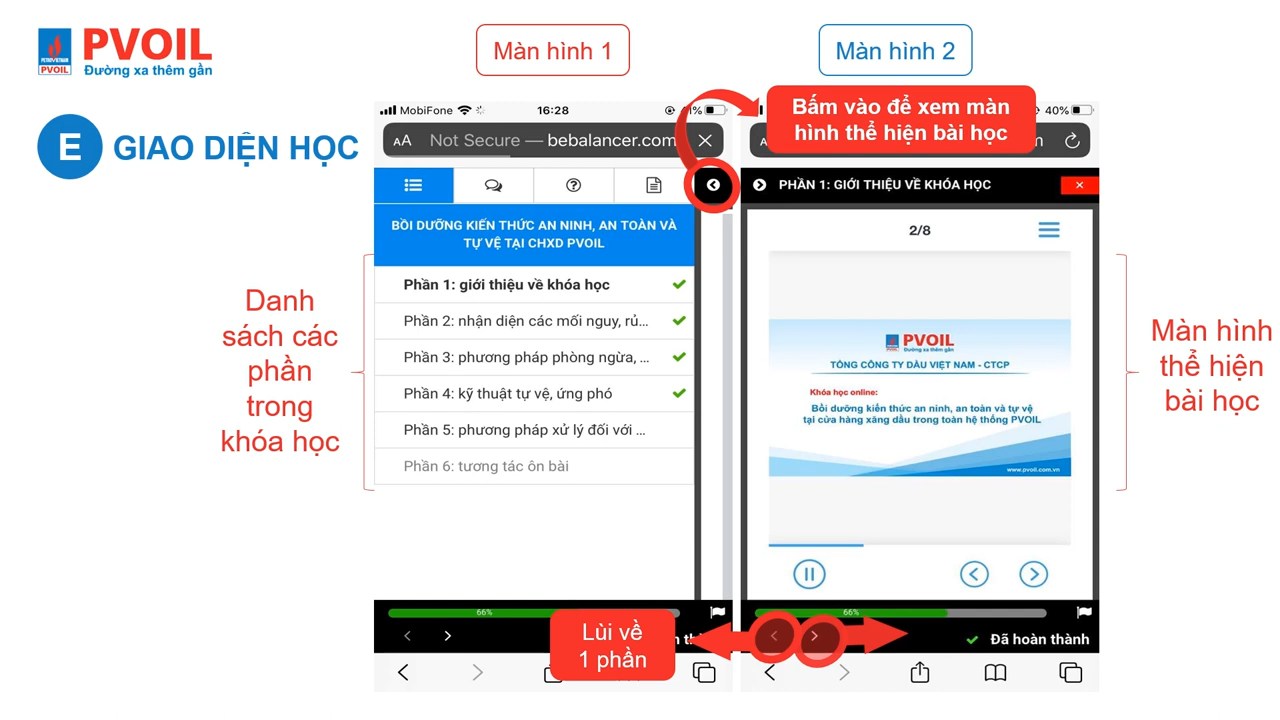 PETROVIETNAM
PVOIL
PVOIL
Đường xa thêm gần
E
GIAO DIỆN HỌC
Màn hình 1
Màn hình 2
Bấm vào để xem màn
hình thể hiện bài học
MobiFone
16:28
41%
AA
Not Secure — bebalancer.com
BỒI DƯỠNG KIẾN THỨC AN NINH, AN TOÀN VÀ
TỰ VỆ TẠI CHXD PVOIL
Phần 1: giới thiệu về khóa học
Phần 2: nhận diện các mối nguy, rủ...
Phần 3: phương pháp phòng ngừa, ...
Phần 4: kỹ thuật tự vệ, ứng phó
Phần 5: phương pháp xử lý đối với ...
Phần 6: tương tác ôn bài
66%
Danh
sách các
phần
trong
khóa học
Lùi về
1 phần
40%
PHẦN 1: GIỚI THIỆU VỀ KHÓA HỌC
2/8
PVOIL
Đường xa thêm gần
TỔNG CÔNG TY DẦU VIỆT NAM - CTCP
Khóa học online:
Bồi dưỡng kiến thức an ninh, an toàn và tự vệ
tại cửa hàng xăng dầu trong toàn hệ thống PVOIL
www.pvoil.com.vn
66%
Đã hoàn thành
Màn hình
thể hiện
bài học